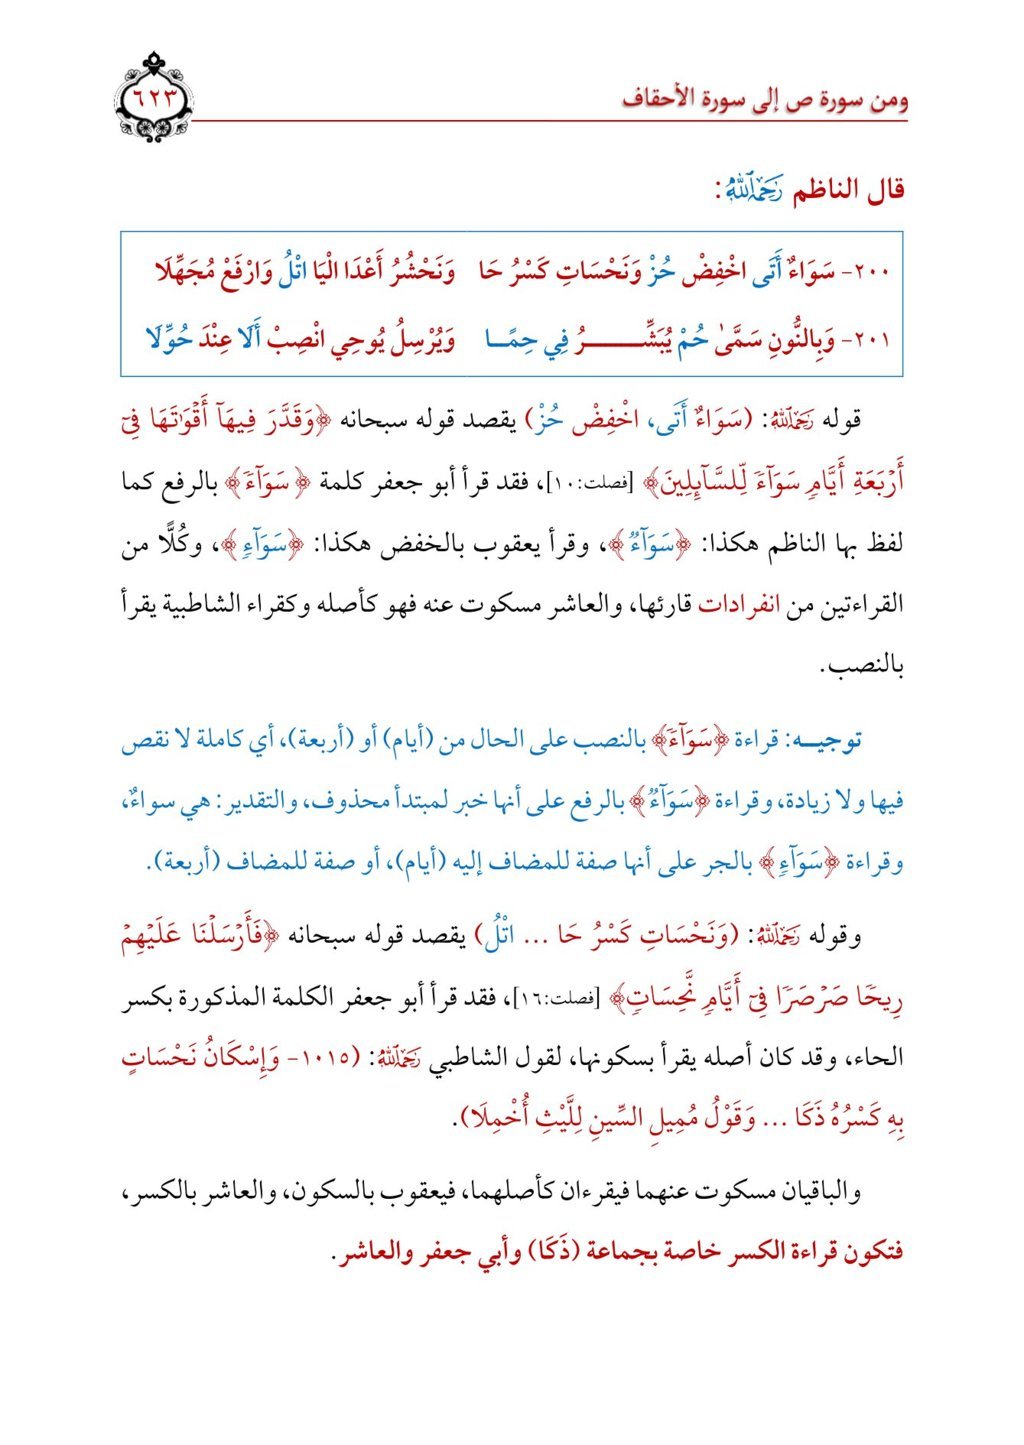 ومن سورة ص إلى سورة الأحقاف
٦٢٣
قال الناظم رَحِمَهُ اللَّهُ:
٢٠٠- سَوَاءٌ أَتَى اخْفِضْ حُزْ وَنَحْسَاتِ كَسْرُ حَا وَنَحْشُرُ أَعْدَا الْيَا اتْلُ وَارْفَعْ مُجَهِّلَا
٢٠١- وَبِالنُّونِ سَمَّىٰ حُمْ يُبَشِّـــــــرُ فِي حِمًـا وَيُرْسِلُ يُوحِي انْصِبْ أَلَا عِنْدَ حُوِّلَا
قوله رَحِمَهُ اللَّهُ: (سَوَاءٌ أَتَى، اخْفِضْ حُزْ) يقصد قوله سبحانه ﴿وَقَدَّرَ فِيهَآ أَقْوَٰتَهَا فِىٓ
أَرْبَعَةِ أَيَّامٍ سَوَآءً لِّلسَّآئِلِينَ﴾ [فصلت:١٠]، فقد قرأ أبو جعفر كلمة ﴿سَوَآءً﴾ بالرفع كما
لفظ بها الناظم هكذا: ﴿سَوَآءٌ﴾، وقرأ يعقوب بالخفض هكذا: ﴿سَوَآءٍ﴾، وكُلًّا من
القراءتين من انفرادات قارئها، والعاشر مسكوت عنه فهو كأصله وكقراء الشاطبية يقرأ
بالنصب.
توجيـــه: قراءة ﴿سَوَآءً﴾ بالنصب على الحال من (أيام) أو (أربعة)، أي كاملة لا نقص
فيها ولا زيادة، وقراءة ﴿سَوَآءٌ﴾ بالرفع على أنها خبر لمبتدأ محذوف، والتقدير: هي سواءٌ،
وقراءة ﴿سَوَآءٍ﴾ بالجر على أنها صفة للمضاف إليه (أيام)، أو صفة للمضاف (أربعة).
وقوله رَحِمَهُ اللَّهُ: (وَنَحْسَاتِ كَسْرُ حَا ... اتْلُ) يقصد قوله سبحانه ﴿فَأَرْسَلْنَا عَلَيْهِمْ
رِيحًا صَرْصَرًا فِىٓ أَيَّامٍ نَّحِسَاتٍ﴾ [فصلت:١٦]، فقد قرأ أبو جعفر الكلمة المذكورة بكسر
الحاء، وقد كان أصله يقرأ بسكونها، لقول الشاطبي رَحِمَهُ اللَّهُ: (١٠١٥- وَإِسْكَانُ نَحْسَاتٍ
بِهِ كَسْرُهُ ذَكَا ... وَقَوْلُ مُمِيلِ السِّينِ لِلَّيْثِ أُخْمِلَا).
والباقيان مسكوت عنهما فيقرءان كأصلهما، فيعقوب بالسكون، والعاشر بالكسر،
فتكون قراءة الكسر خاصة بجماعة (ذَكَا) وأبي جعفر والعاشر.